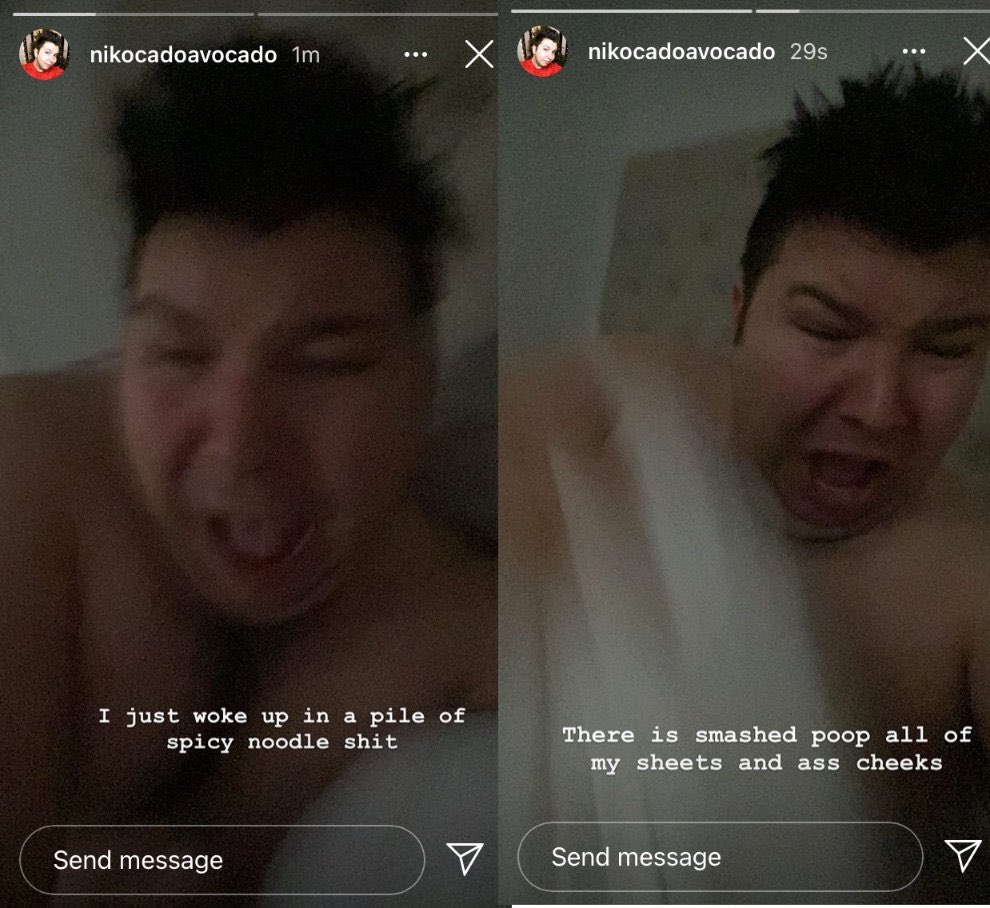 nikocadoavocado 1m
I just woke up in a pile of
spicy noodle shit
Send message
nikocadoavocado 29s
There is smashed poop all of
my sheets and ass cheeks
Send message